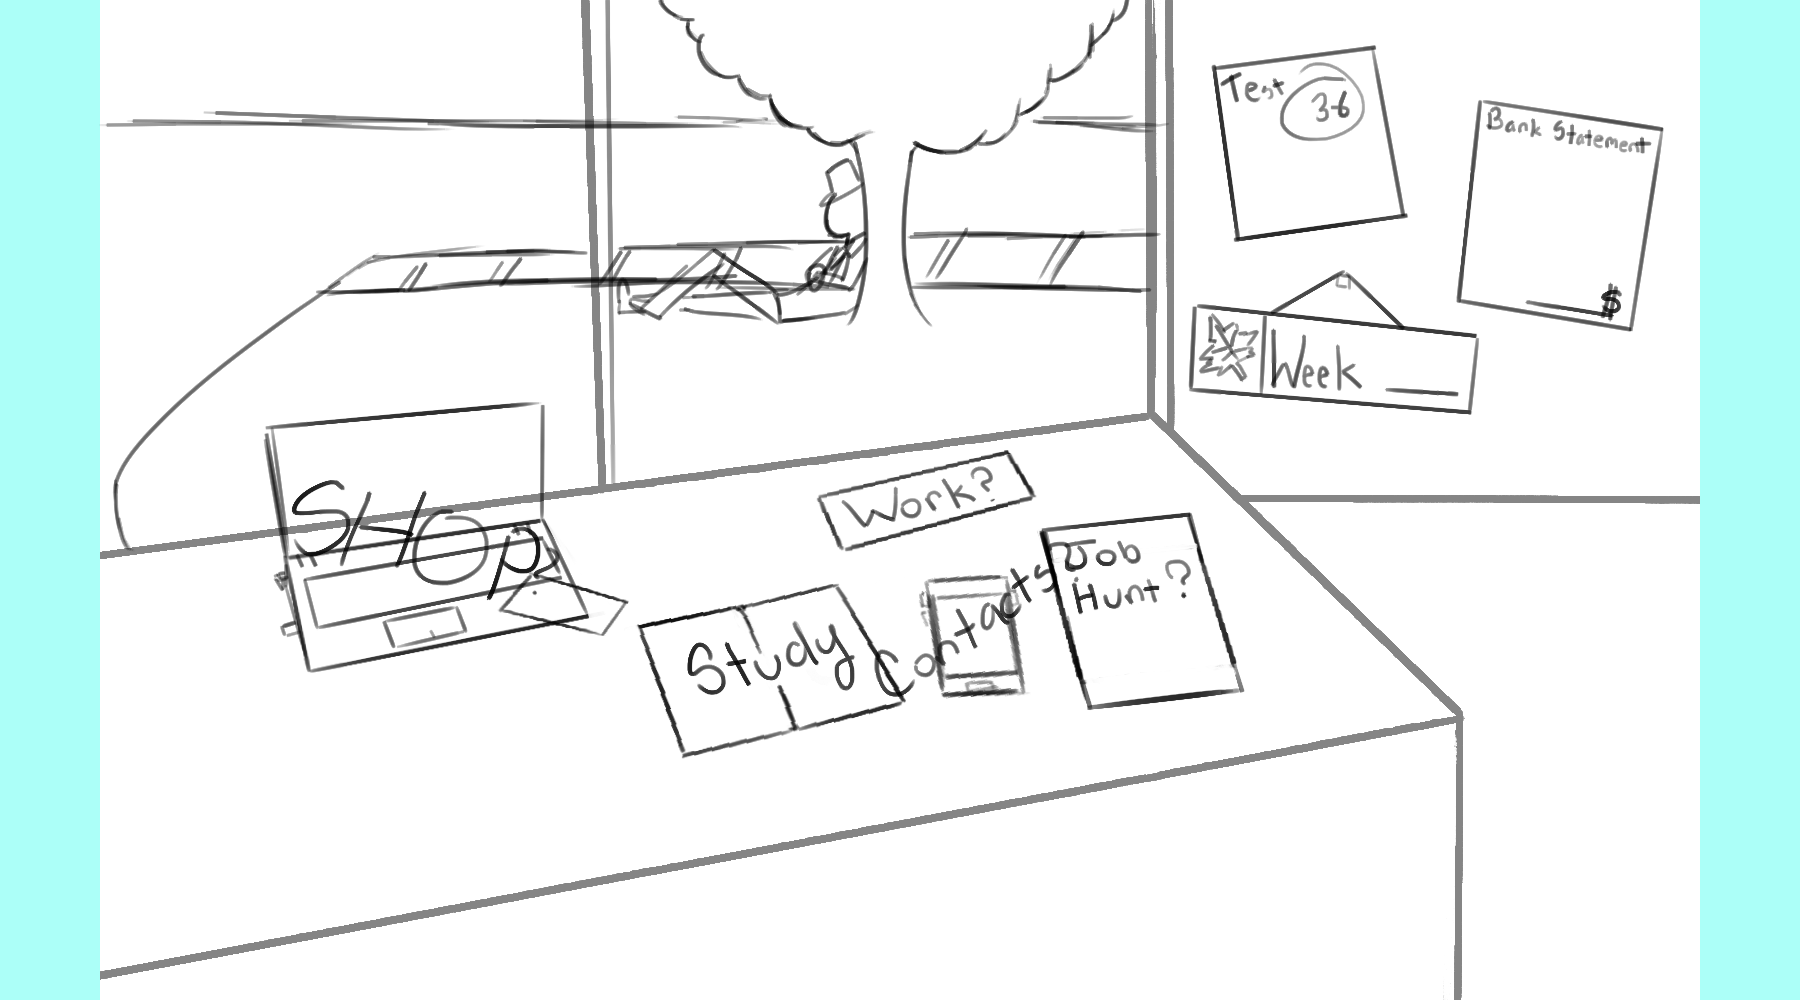 Test
36
Bank Statement
$
Week
SHOP
Work?
Study
Contacts
Job
Hunt?